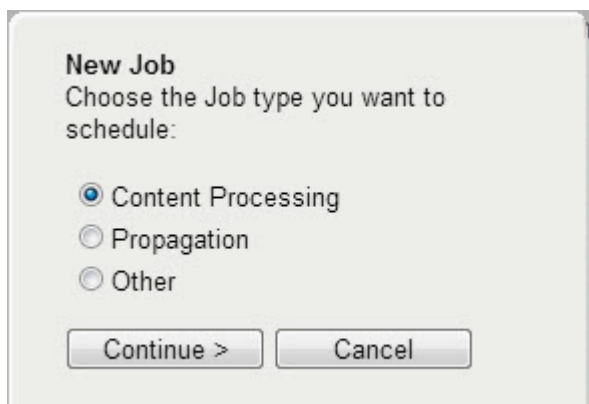 New Job
Choose the Job type you want to
schedule:
Content Processing
Propagation
Other
Continue >
Cancel